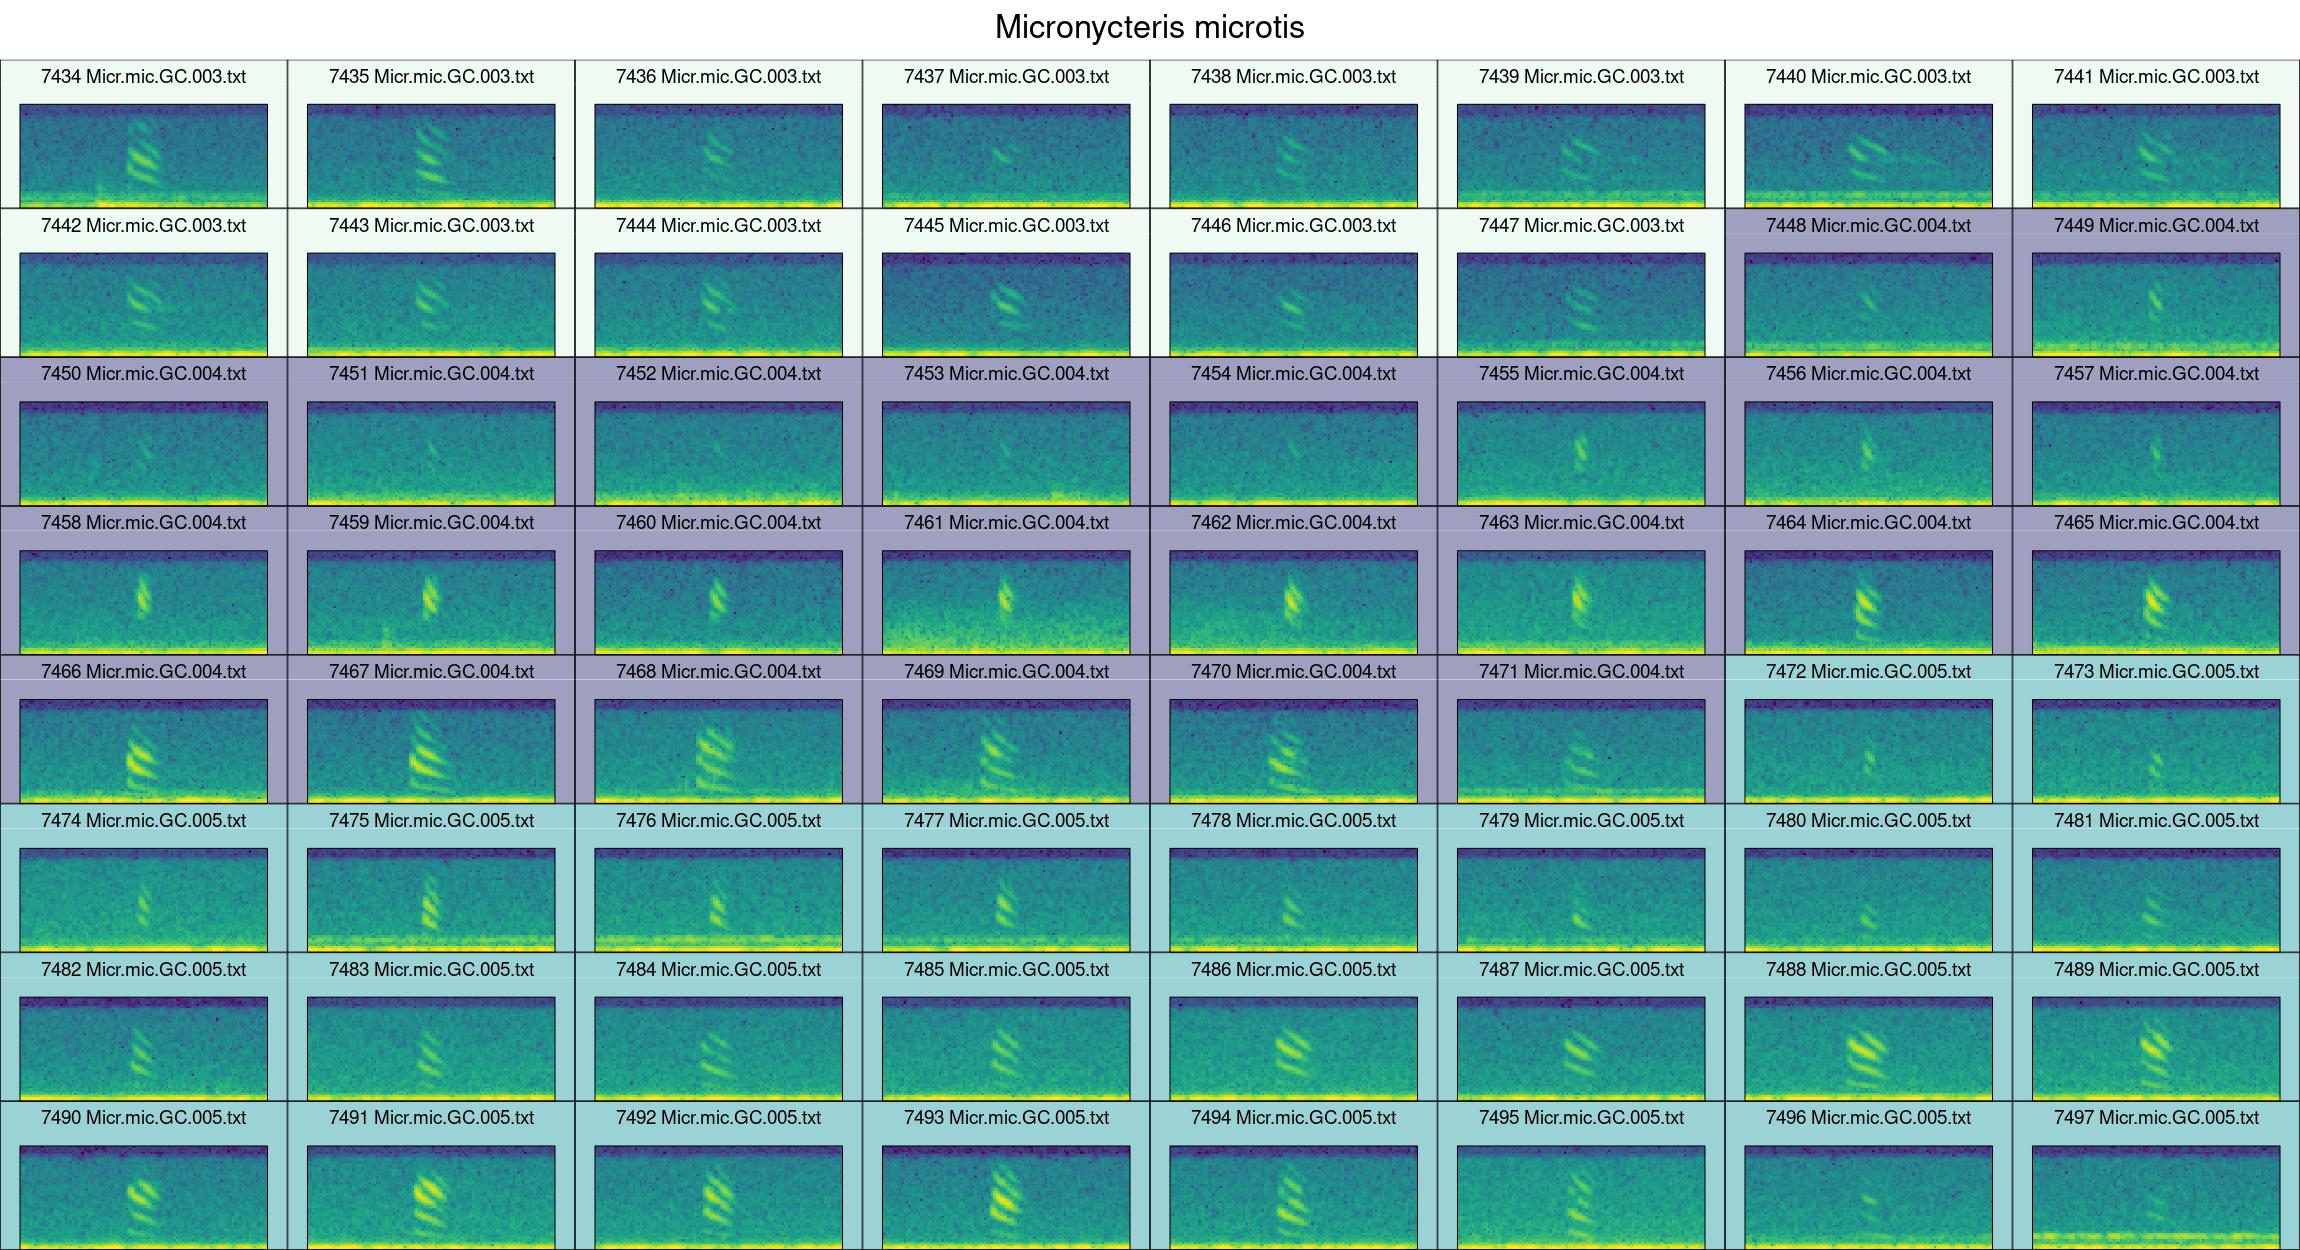 Micronycteris microtis
7434 Micr.mic.GC.003.txt 7435 Micr.mic.GC.003.txt 7436 Micr.mic.GC.003.txt 7437 Micr.mic.GC.003.txt 7438 Micr.mic.GC.003.txt 7439 Micr.mic.GC.003.txt 7440 Micr.mic.GC.003.txt 7441 Micr.mic.GC.003.txt
7442 Micr.mic.GC.003.txt 7443 Micr.mic.GC.003.txt 7444 Micr.mic.GC.003.txt 7445 Micr.mic.GC.003.txt 7446 Micr.mic.GC.003.txt 7447 Micr.mic.GC.003.txt 7448 Micr.mic.GC.004.txt 7449 Micr.mic.GC.004.txt
7450 Micr.mic.GC.004.txt 7451 Micr.mic.GC.004.txt 7452 Micr.mic.GC.004.txt 7453 Micr.mic.GC.004.txt 7454 Micr.mic.GC.004.txt 7455 Micr.mic.GC.004.txt 7456 Micr.mic.GC.004.txt 7457 Micr.mic.GC.004.txt
7458 Micr.mic.GC.004.txt 7459 Micr.mic.GC.004.txt 7460 Micr.mic.GC.004.txt 7461 Micr.mic.GC.004.txt 7462 Micr.mic.GC.004.txt 7463 Micr.mic.GC.004.txt 7464 Micr.mic.GC.004.txt 7465 Micr.mic.GC.004.txt
7466 Micr.mic.GC.004.txt 7467 Micr.mic.GC.004.txt 7468 Micr.mic.GC.004.txt 7469 Micr.mic.GC.004.txt 7470 Micr.mic.GC.004.txt 7471 Micr.mic.GC.004.txt 7472 Micr.mic.GC.005.txt 7473 Micr.mic.GC.005.txt
7474 Micr.mic.GC.005.txt 7475 Micr.mic.GC.005.txt 7476 Micr.mic.GC.005.txt 7477 Micr.mic.GC.005.txt 7478 Micr.mic.GC.005.txt 7479 Micr.mic.GC.005.txt 7480 Micr.mic.GC.005.txt 7481 Micr.mic.GC.005.txt
7482 Micr.mic.GC.005.txt 7483 Micr.mic.GC.005.txt 7484 Micr.mic.GC.005.txt 7485 Micr.mic.GC.005.txt 7486 Micr.mic.GC.005.txt 7487 Micr.mic.GC.005.txt 7488 Micr.mic.GC.005.txt 7489 Micr.mic.GC.005.txt
7490 Micr.mic.GC.005.txt 7491 Micr.mic.GC.005.txt 7492 Micr.mic.GC.005.txt 7493 Micr.mic.GC.005.txt 7494 Micr.mic.GC.005.txt 7495 Micr.mic.GC.005.txt 7496 Micr.mic.GC.005.txt 7497 Micr.mic.GC.005.txt